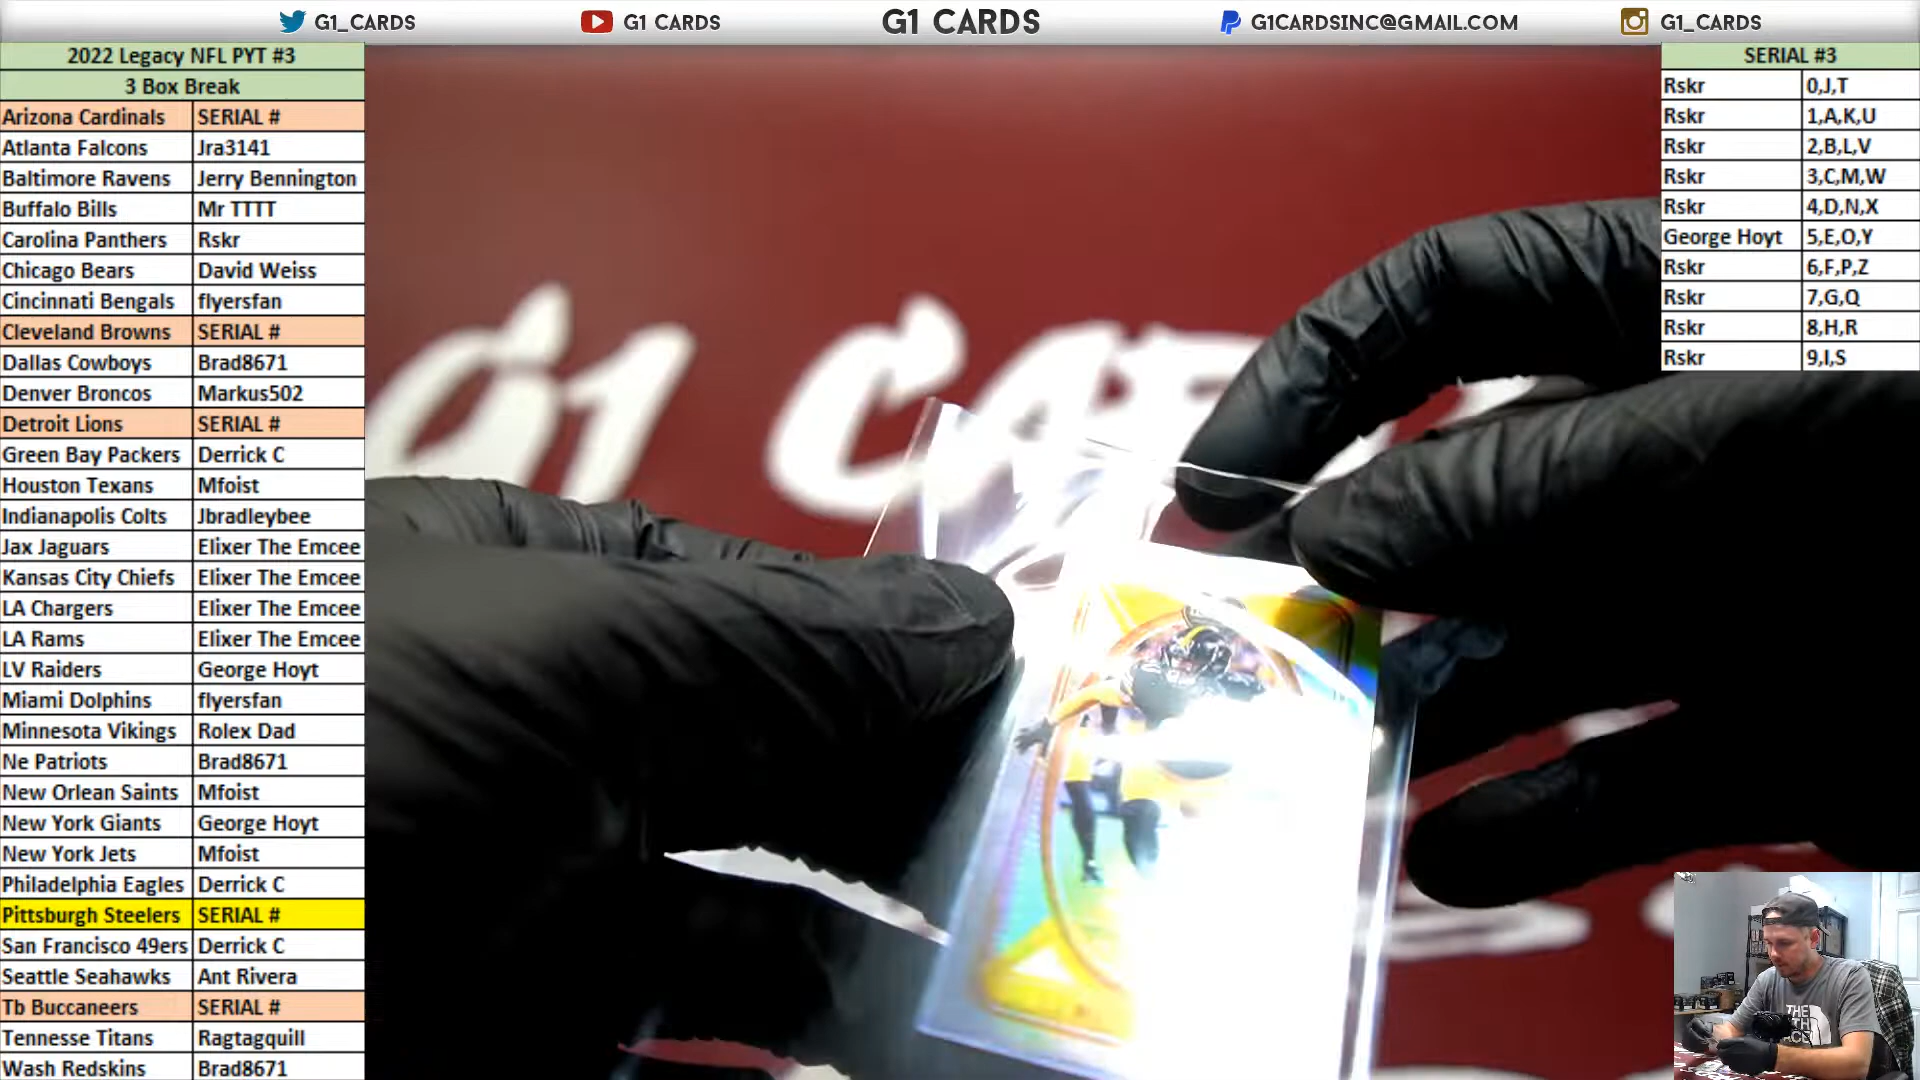 G1_CARDS G1 CARDS G1 CARDS G1CARDSINC@GMAIL.COM G1_CARDS
2022 Legacy NFL PYT #3
3 Box Break
Arizona Cardinals SERIAL #
Atlanta Falcons Jra3141
Baltimore Ravens Jerry Bennington
Buffalo Bills Mr TTTT
Carolina Panthers Rskr
Chicago Bears David Weiss
Cincinnati Bengals flyersfan
Cleveland Browns SERIAL #
Dallas Cowboys Brad8671
Denver Broncos Markus502
Detroit Lions SERIAL #
Green Bay Packers Derrick C
Houston Texans Mfoist
Indianapolis Colts Jbradleybee
Jax Jaguars Elixer The Emcee
Kansas City Chiefs Elixer The Emcee
LA Chargers Elixer The Emcee
LA Rams Elixer The Emcee
LV Raiders George Hoyt
Miami Dolphins flyersfan
Minnesota Vikings Rolex Dad
Ne Patriots Brad8671
New Orlean Saints Mfoist
New York Giants George Hoyt
New York Jets Mfoist
Philadelphia Eagles Derrick C
Pittsburgh Steelers SERIAL #
San Francisco 49ers Derrick C
Seattle Seahawks Ant Rivera
Tb Buccaneers SERIAL #
Tennesse Titans Ragtagquill
Wash Redskins Brad8671
SERIAL #3
Rskr 0,J,T
Rskr 1,A,K,U
Rskr 2,B,L,V
Rskr 3,C,M,W
Rskr 4,D,N,X
George Hoyt 5,E,O,Y
Rskr 6,F,P,Z
Rskr 7,G,Q
Rskr 8,H,R
Rskr 9,I,S
G1
THE